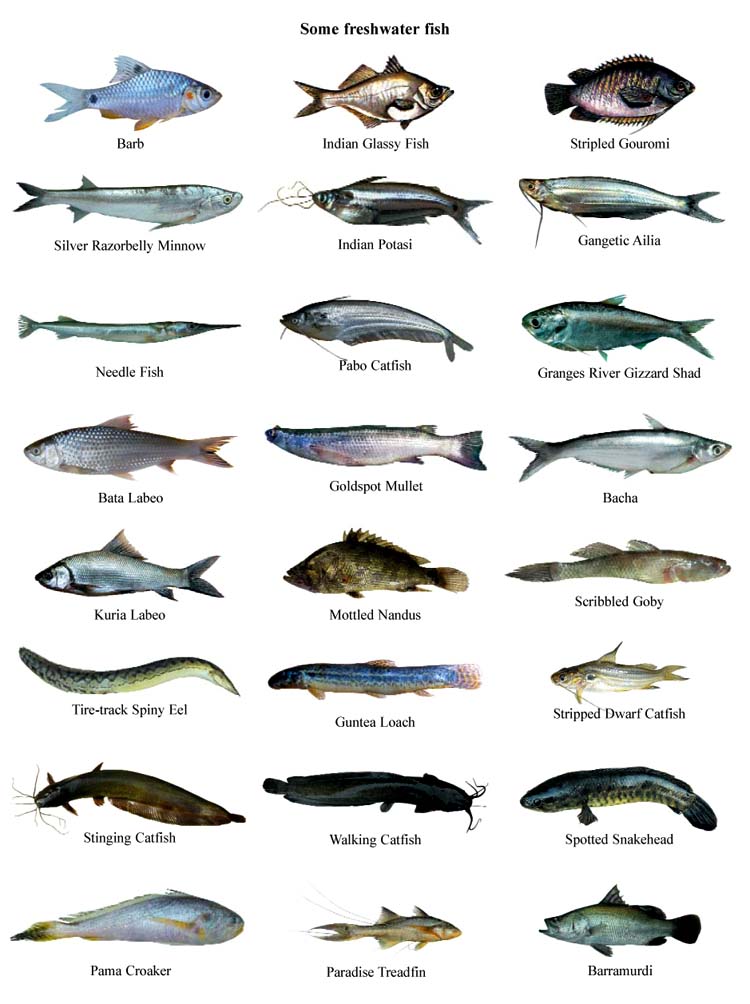 Some freshwater fish
Barb
Indian Glassy Fish
Stripled Gouromi
Silver Razorbelly Minnow
Indian Potasi
Gangetic Ailia
Needle Fish
Pabo Catfish
Granges River Gizzard Shad
Bata Labeo
Goldspot Mullet
Bacha
Kuria Labeo
Mottled Nandus
Scribbled Goby
Tire-track Spiny Eel
Guntea Loach
Stripped Dwarf Catfish
Stinging Catfish
Walking Catfish
Spotted Snakehead
Pama Croaker
Paradise Treadfin
Barramurdi